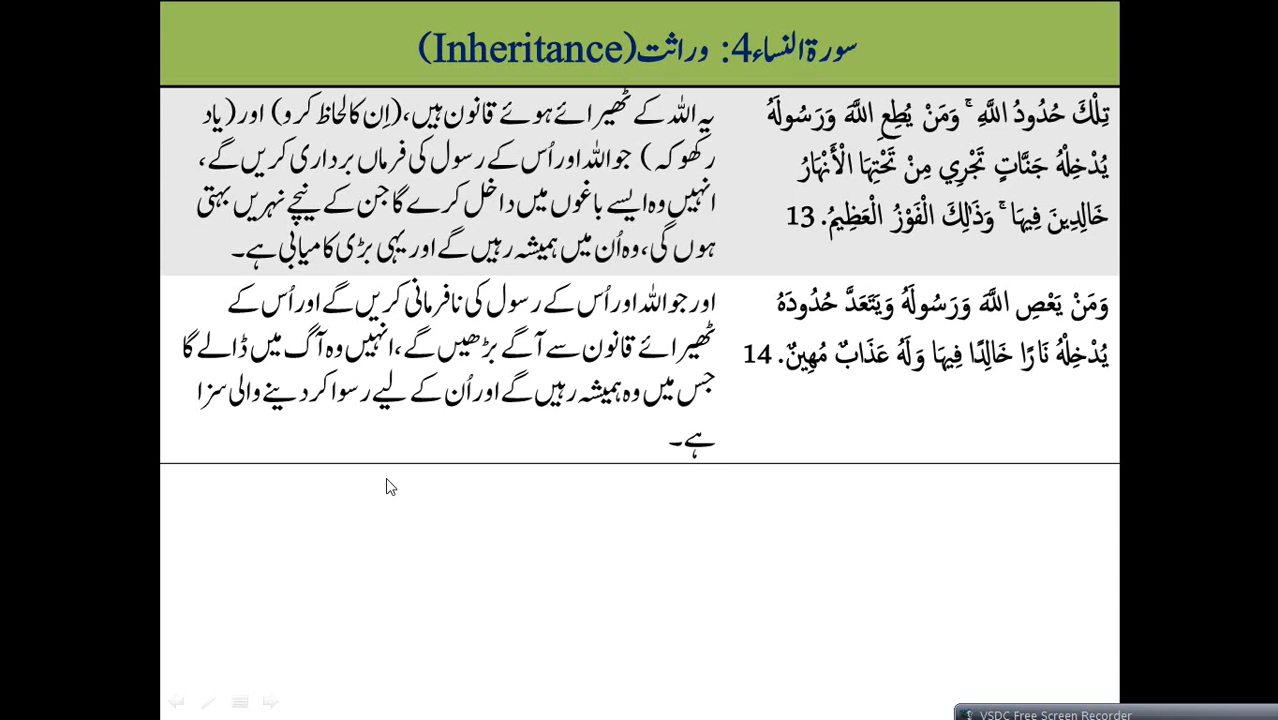 سورۃ النساء 4: وراثت (Inheritance)
تِلْكَ حُدُودُ اللَّهِ ۚ وَمَنْ يُطِعِ اللَّهَ وَرَسُولَهُ
يُدْخِلْهُ جَنَّاتٍ تَجْرِي مِنْ تَحْتِهَا الْأَنْهَارُ
خَالِدِينَ فِيهَا ۚ وَذَٰلِكَ الْفَوْزُ الْعَظِيمُ. 13
یہ اللہ کے ٹھیرائے ہوئے قانون ہیں، (اِن کا لحاظ کرو) اور (یاد
رکھو کہ) جو اللہ اور اُس کے رسول کی فرماں برداری کریں گے،
انہیں وہ ایسے باغوں میں داخل کرے گا جن کے نیچے نہریں بہتی
ہوں گی، وہ اُن میں ہمیشہ رہیں گے اور یہی بڑی کامیابی ہے۔
وَمَنْ يَعْصِ اللَّهَ وَرَسُولَهُ وَيَتَعَدَّ حُدُودَهُ
يُدْخِلْهُ نَارًا خَالِدًا فِيهَا وَلَهُ عَذَابٌ مُهِينٌ. 14
اور جو اللہ اور اُس کے رسول کی نافرمانی کریں گے اور اُس کے
ٹھیرائے قانون سے آگے بڑھیں گے، انہیں وہ آگ میں ڈالے گا
جس میں وہ ہمیشہ رہیں گے اور اُن کے لیے رسوا کر دینے والی سزا
ہے۔
VSDC Free Screen Recorder